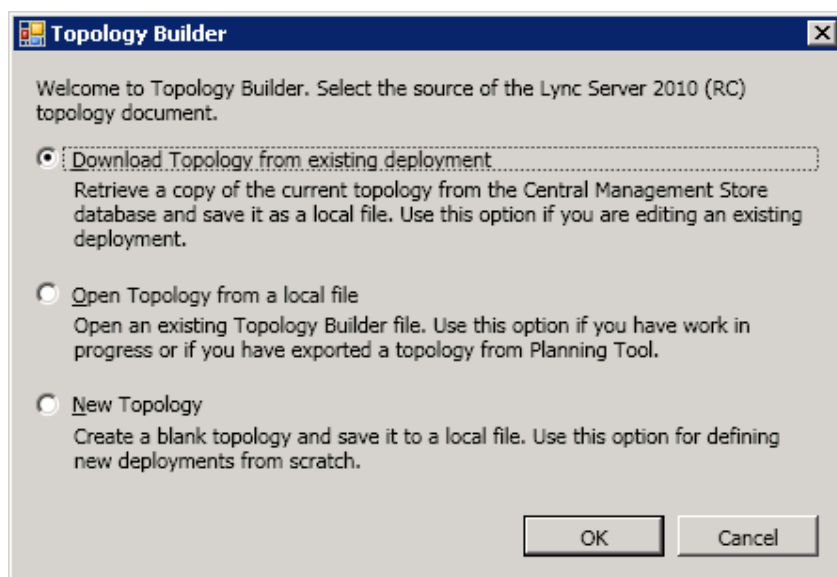 Topology Builder
Welcome to Topology Builder. Select the source of the Lync Server 2010 (RC)
topology document.
Download Topology from existing deployment
Retrieve a copy of the current topology from the Central Management Store
database and save it as a local file. Use this option if you are editing an existing
deployment.
Open Topology from a local file
Open an existing Topology Builder file. Use this option if you have work in
progress or if you have exported a topology from Planning Tool.
New Topology
Create a blank topology and save it to a local file. Use this option for defining
new deployments from scratch.
OK Cancel